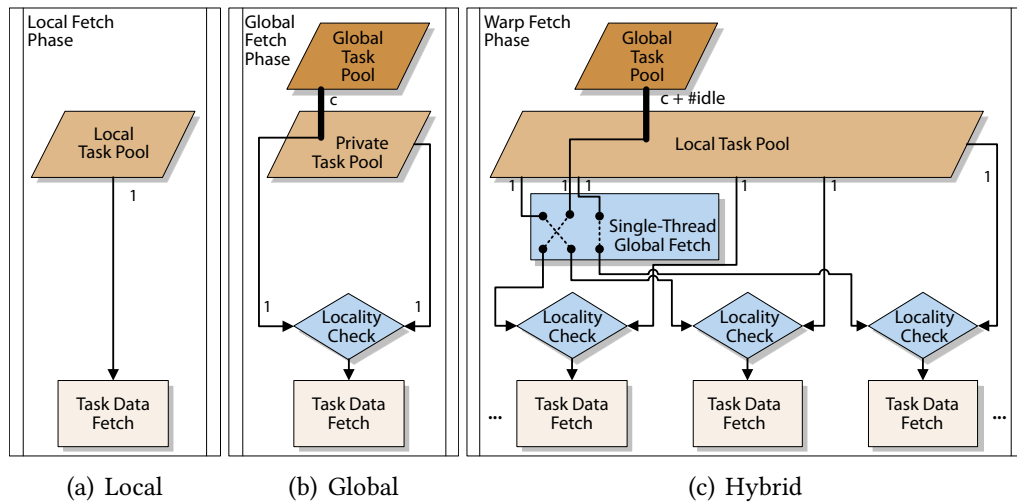 Local Fetch
Phase
Local
Task Pool
1
Task Data
Fetch
(a) Local
Global
Fetch
Phase
Global
Task
Pool
c
Private
Task Pool
1
1
Locality
Check
Task Data
Fetch
(b) Global
Warp Fetch
Phase
Global
Task
Pool
c + #idle
Local Task Pool
1
1
1
1
1
1
Single-Thread
Global Fetch
Locality
Check
Locality
Check
Locality
Check
...
Task Data
Fetch
Task Data
Fetch
Task Data
Fetch
...
(c) Hybrid